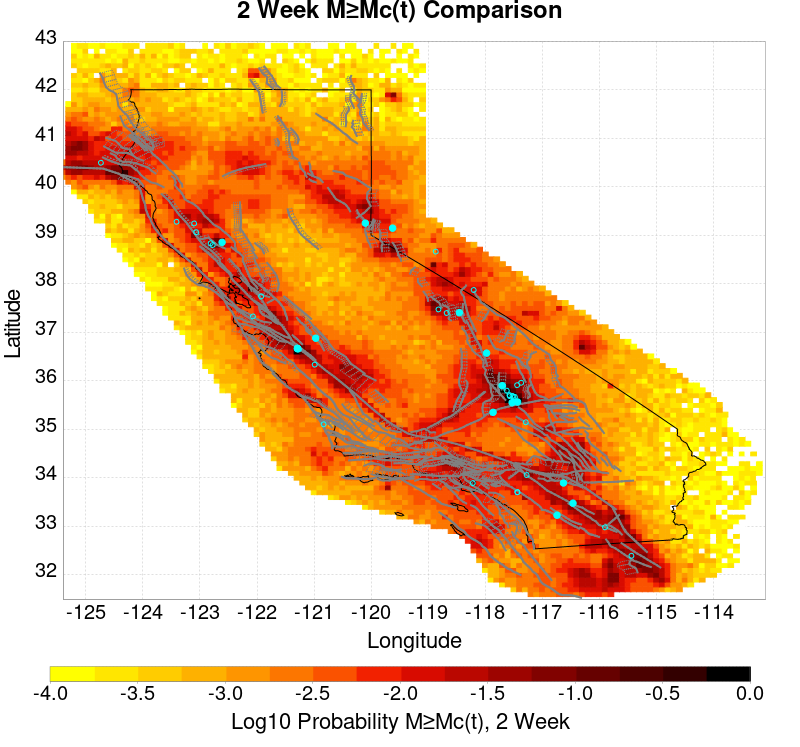 2 Week M≥Mc(t) Comparison
43
42
41
40
39
38
37
36
35
34
33
32
Latitude
-125 -124 -123 -122 -121 -120 -119 -118 -117 -116 -115 -114
Longitude
-4.0 -3.5 -3.0 -2.5 -2.0 -1.5 -1.0 -0.5 0.0
Log10 Probability M≥Mc(t), 2 Week